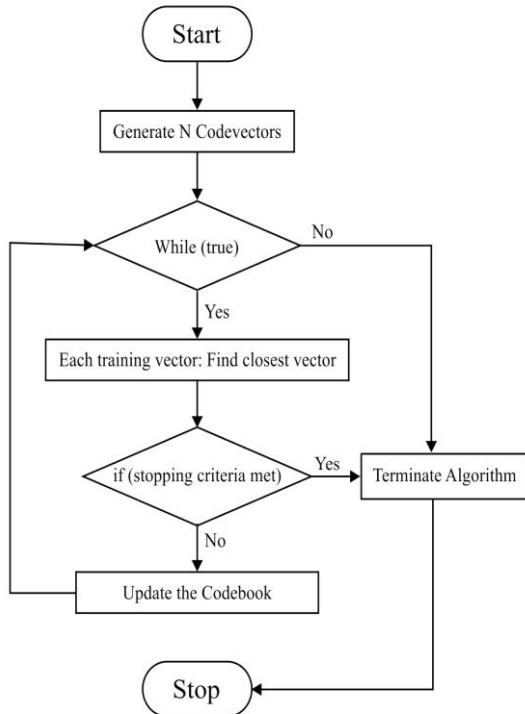 Start
Generate N Codevectors
While (true)
No
Yes
Each training vector: Find closest vector
if (stopping criteria met)
Yes
Terminate Algorithm
No
Update the Codebook
Stop